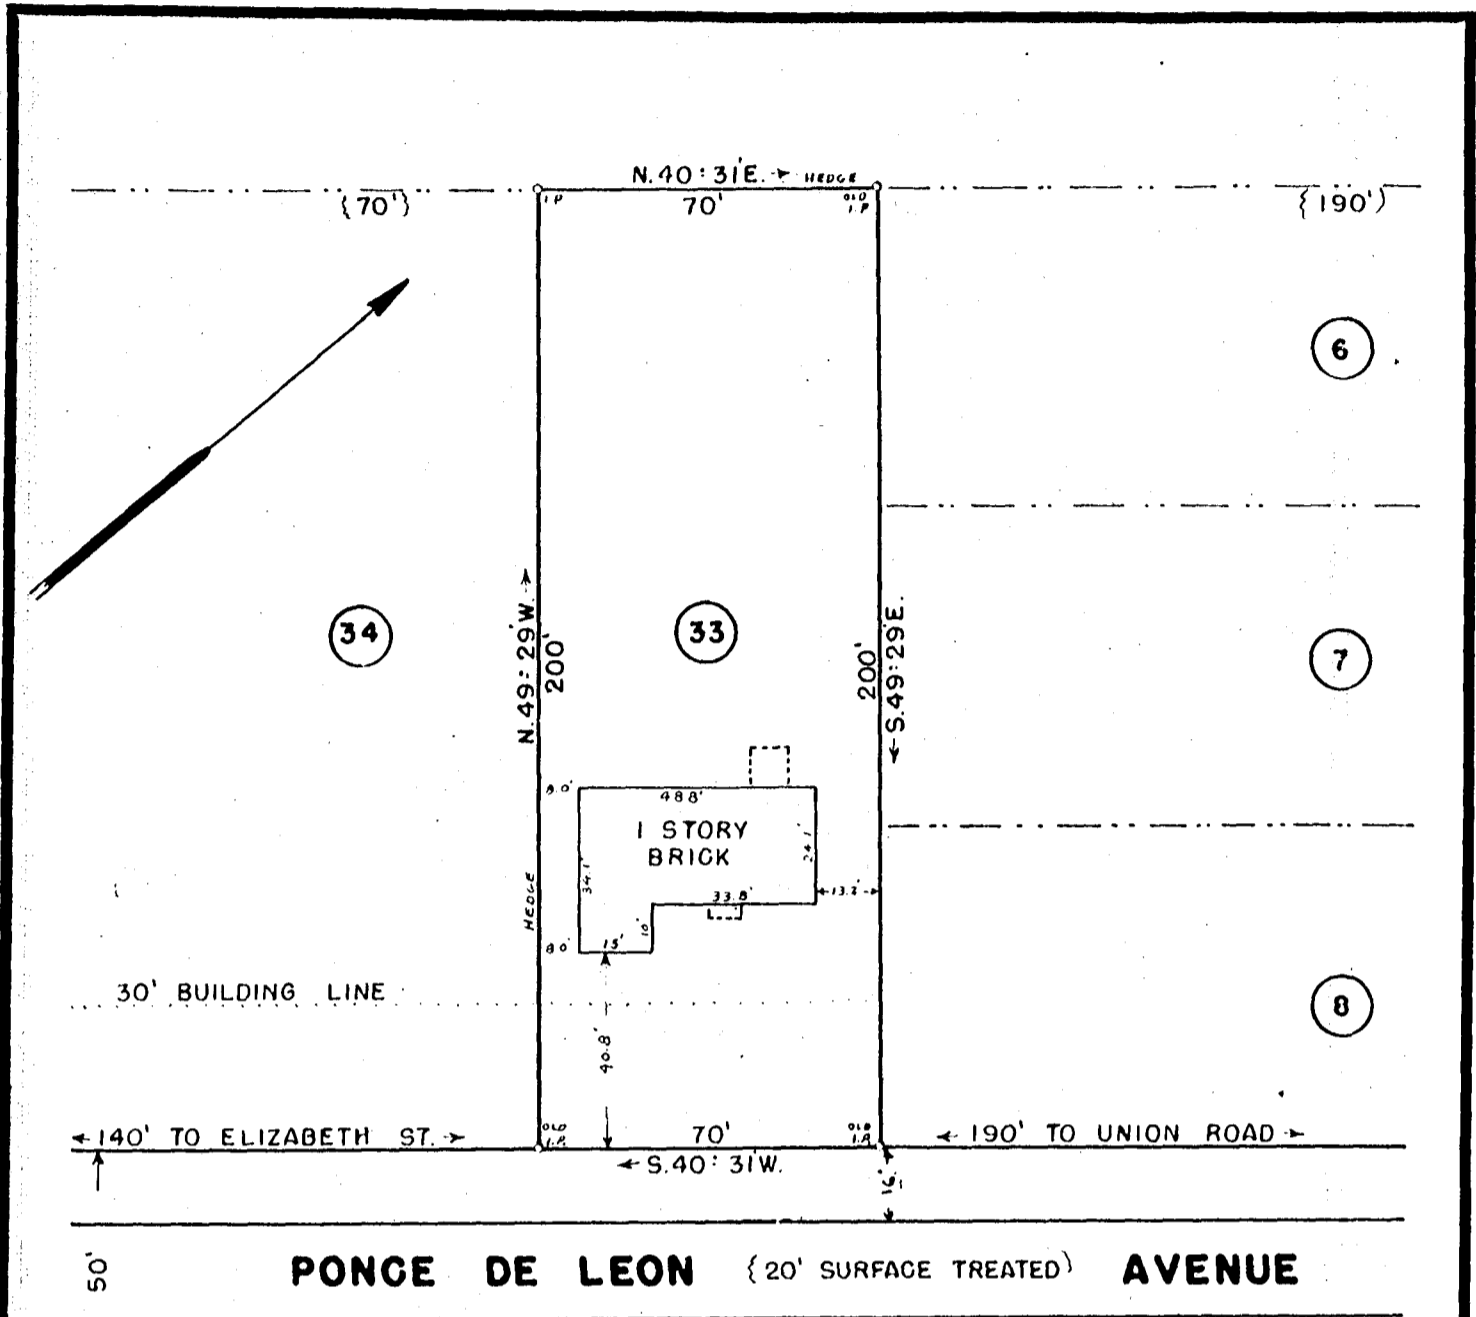 N.40:31'E. HEDGE
{70'} I.P 70' OLD I.P {190'}
6
34 33 7
N.49:29'W. 200' 200' S.49:29'E.
8.0' 48.8'
1 STORY
BRICK
34.1' 24.1'
33.8' 13.2'
HEDGE 10'
8.0' 15'
30' BUILDING LINE 8
40.8'
140' TO ELIZABETH ST. OLD I.P. 70' OLD I.P. 190' TO UNION ROAD
S.40:31'W. 16'
50' PONCE DE LEON {20' SURFACE TREATED} AVENUE